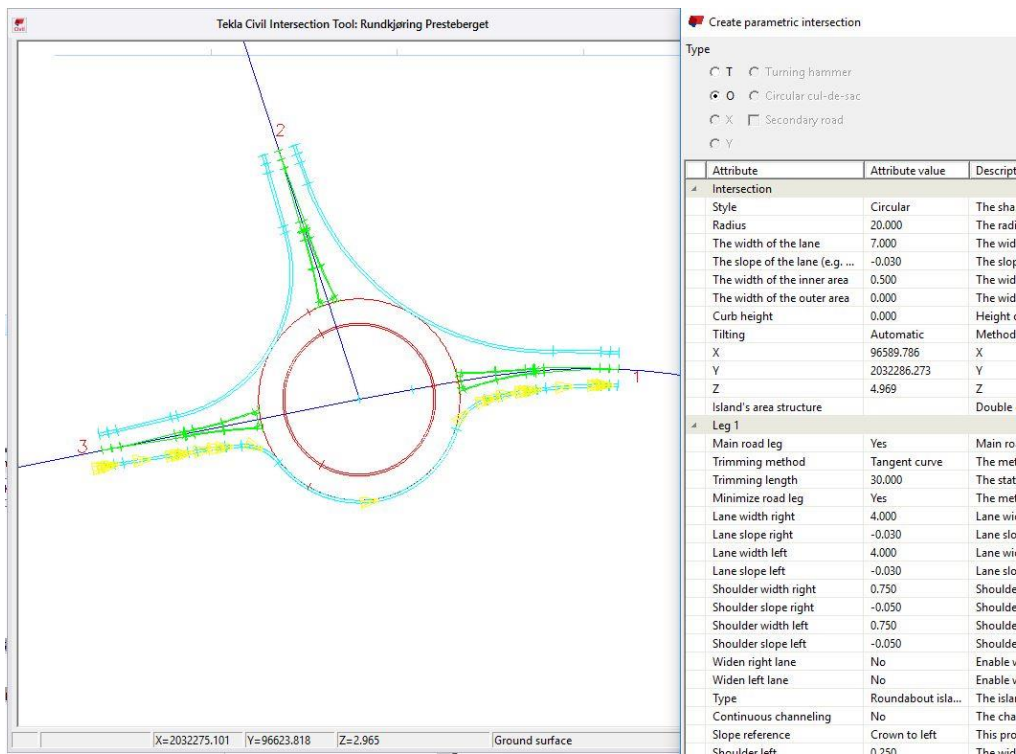 Tekla Civil Intersection Tool: Rundkjøring Presteberget
2
1
3
X=2032275.101 Y=96623.818 Z=2.965 Ground surface
Create parametric intersection
Type
T Turning hammer
O Circular cul-de-sac
X Secondary road
Y
Attribute Attribute value Descript
Intersection
Style Circular The sha
Radius 20.000 The radi
The width of the lane 7.000 The wid
The slope of the lane (e.g. ... -0.030 The slop
The width of the inner area 0.500 The wid
The width of the outer area 0.000 The wid
Curb height 0.000 Height o
Tilting Automatic Method
X 96589.786 X
Y 2032286.273 Y
Z 4.969 Z
Island's area structure Double
Leg 1
Main road leg Yes Main roa
Trimming method Tangent curve The met
Trimming length 30.000 The stat
Minimize road leg Yes The met
Lane width right 4.000 Lane wid
Lane slope right -0.030 Lane slo
Lane width left 4.000 Lane wid
Lane slope left -0.030 Lane slo
Shoulder width right 0.750 Shoulde
Shoulder slope right -0.050 Shoulde
Shoulder width left 0.750 Shoulde
Shoulder slope left -0.050 Shoulde
Widen right lane No Enable w
Widen left lane No Enable w
Type Roundabout isla... The islan
Continuous channeling No The cha
Slope reference Crown to left This pro
Shoulder left 0.250 The wid